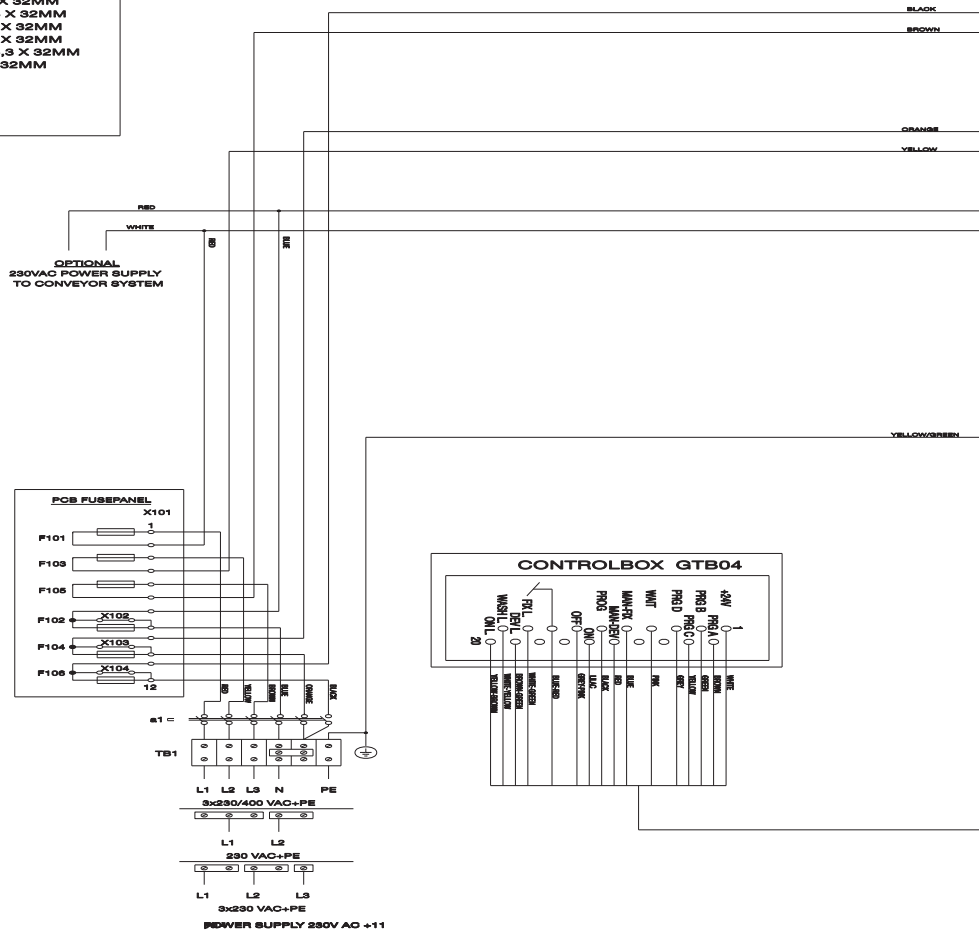 X 32MM
X 32MM
X 32MM
X 32MM
,3 X 32MM
32MM
BLACK
BROWN
ORANGE
YELLOW
RED
WHITE
RED
BLUE
OPTIONAL
230VAC POWER SUPPLY
TO CONVEYOR SYSTEM
YELLOW/GREEN
PCB FUSEPANEL
X101
1
F101
F103
F105
F102
X102
F104
X103
F106
X104
12
RED
YELLOW
BROWN
BLUE
ORANGE
BLACK
a1
TB1
L1 L2 L3 N PE
3x230/400 VAC+PE
L1 L2
230 VAC+PE
L1 L2 L3
3x230 VAC+PE
POWER SUPPLY 230V AC +11
CONTROLBOX GTB04
20
ON L
WASH L
DEV L
FIX L
OFF
ON
PROG
MAN-DEV
MAN-FIX
WAIT
PRG D
PRG C
PRG B
PRG A
+24V
1
YELLOW-BROWN
WHITE-YELLOW
BROWN-GREEN
WHITE-GREEN
BLUE-RED
GREY-PINK
LILAC
BLACK
RED
BLUE
PINK
GREY
YELLOW
GREEN
BROWN
WHITE